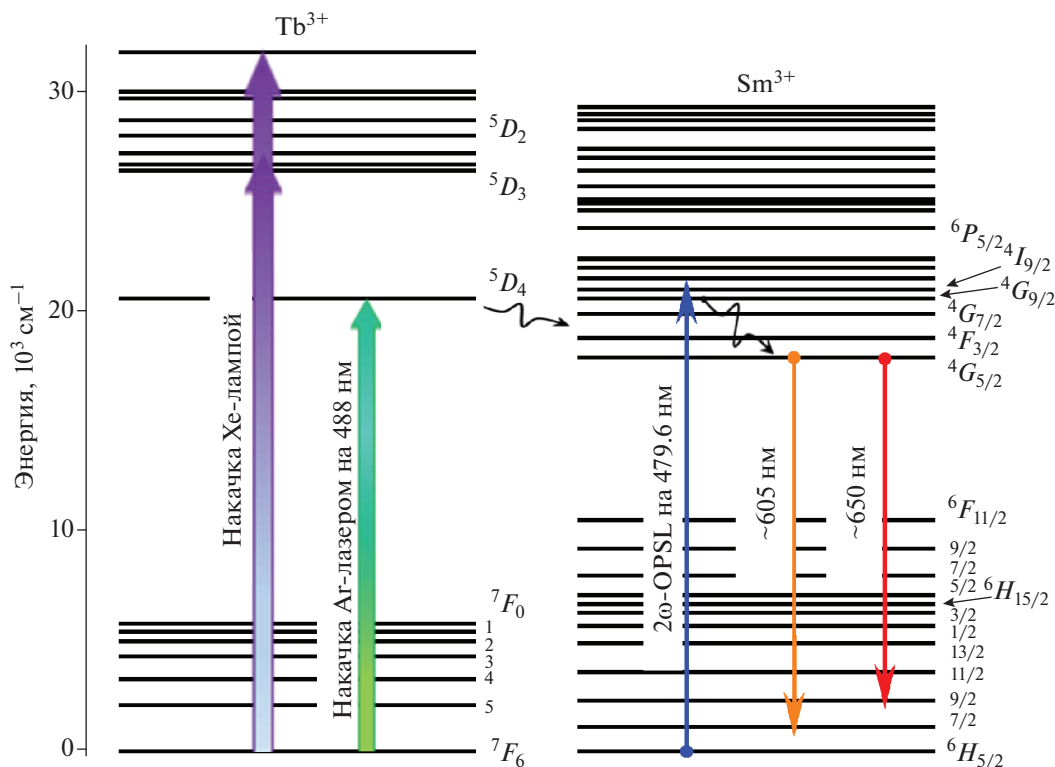 Tb³⁺
Sm³⁺
Энергия, 10³ см⁻¹
30
20
10
0
⁵D₂
⁵D₃
⁵D₄
⁷F₀
1
2
3
4
5
⁷F₆
Накачка Xe-лампой
Накачка Ar-лазером на 488 нм
⁶P₅/₂
⁴I₉/₂
⁴G₉/₂
⁴G₇/₂
⁴F₃/₂
⁴G₅/₂
2ω-OPSL на 479.6 нм
~605 нм
~650 нм
⁶F₁₁/₂
9/2
7/2
5/2
⁶H₁₅/₂
3/2
1/2
13/2
11/2
9/2
7/2
⁶H₅/₂